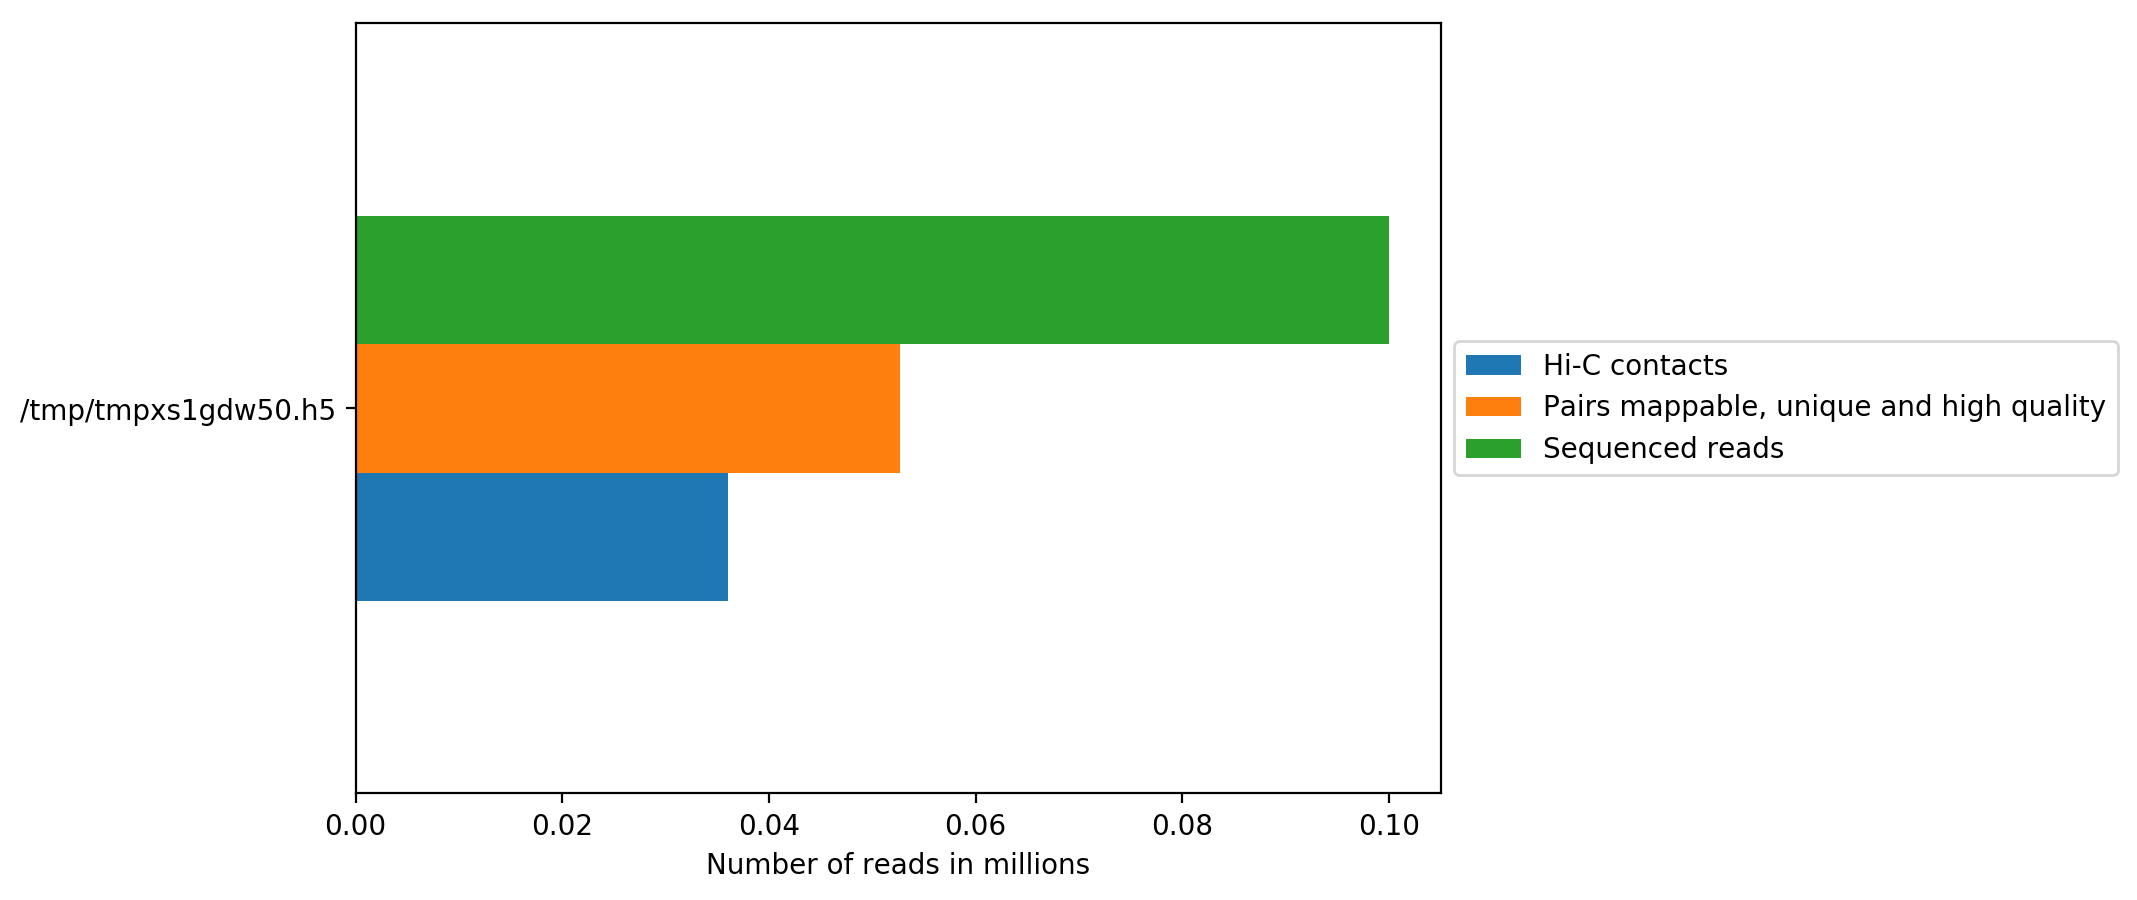 /tmp/tmpxs1gdw50.h5
Hi-C contacts
Pairs mappable, unique and high quality
Sequenced reads
0.00 0.02 0.04 0.06 0.08 0.10
Number of reads in millions